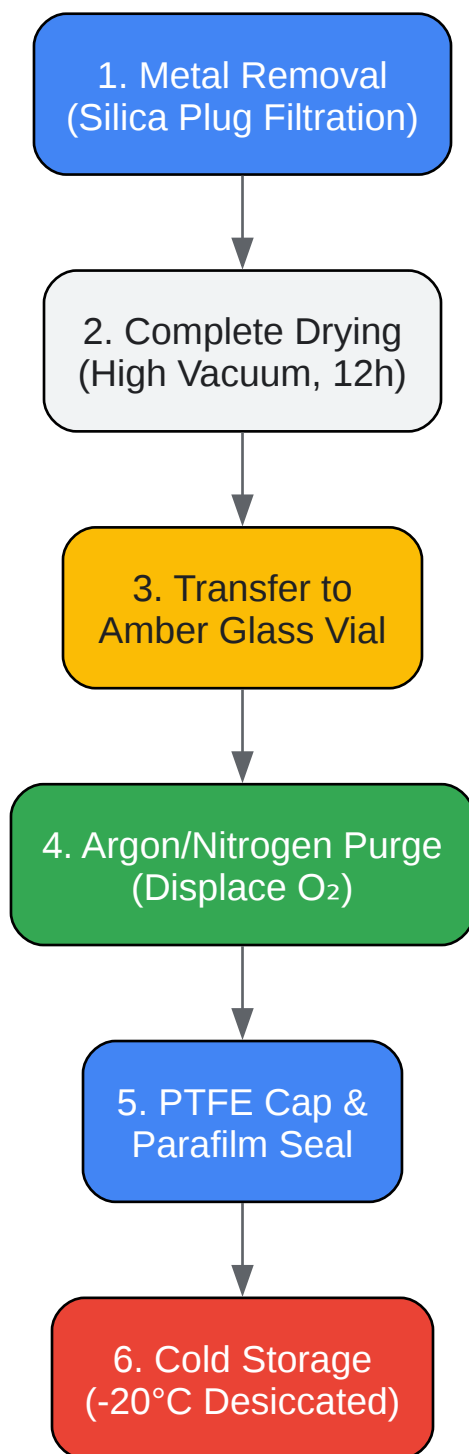 1. Metal Removal
(Silica Plug Filtration)
2. Complete Drying
(High Vacuum, 12h)
3. Transfer to
Amber Glass Vial
4. Argon/Nitrogen Purge
(Displace O₂)
5. PTFE Cap &
Parafilm Seal
6. Cold Storage
(-20°C Desiccated)